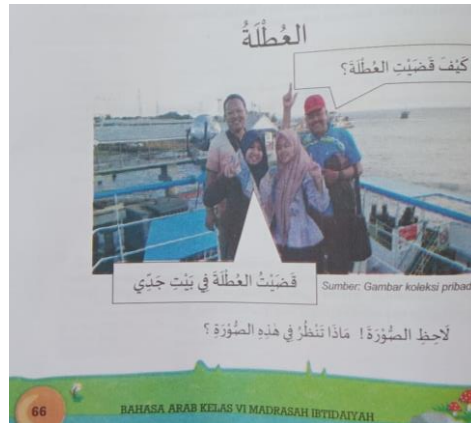 العُطْلَةُ
كَيْفَ قَضَيْتِ العُطْلَةَ؟
قَضَيْتُ العُطْلَةَ فِي بَيْتِ جَدِّي
Sumber: Gambar koleksi pribad
لَاحِظِ الصُّوْرَةَ! مَاذَا تَنْظُرُ فِي هَذِهِ الصُّوْرَةِ ؟
66
BAHASA ARAB KELAS VI MADRASAH IBTIDAIYAH